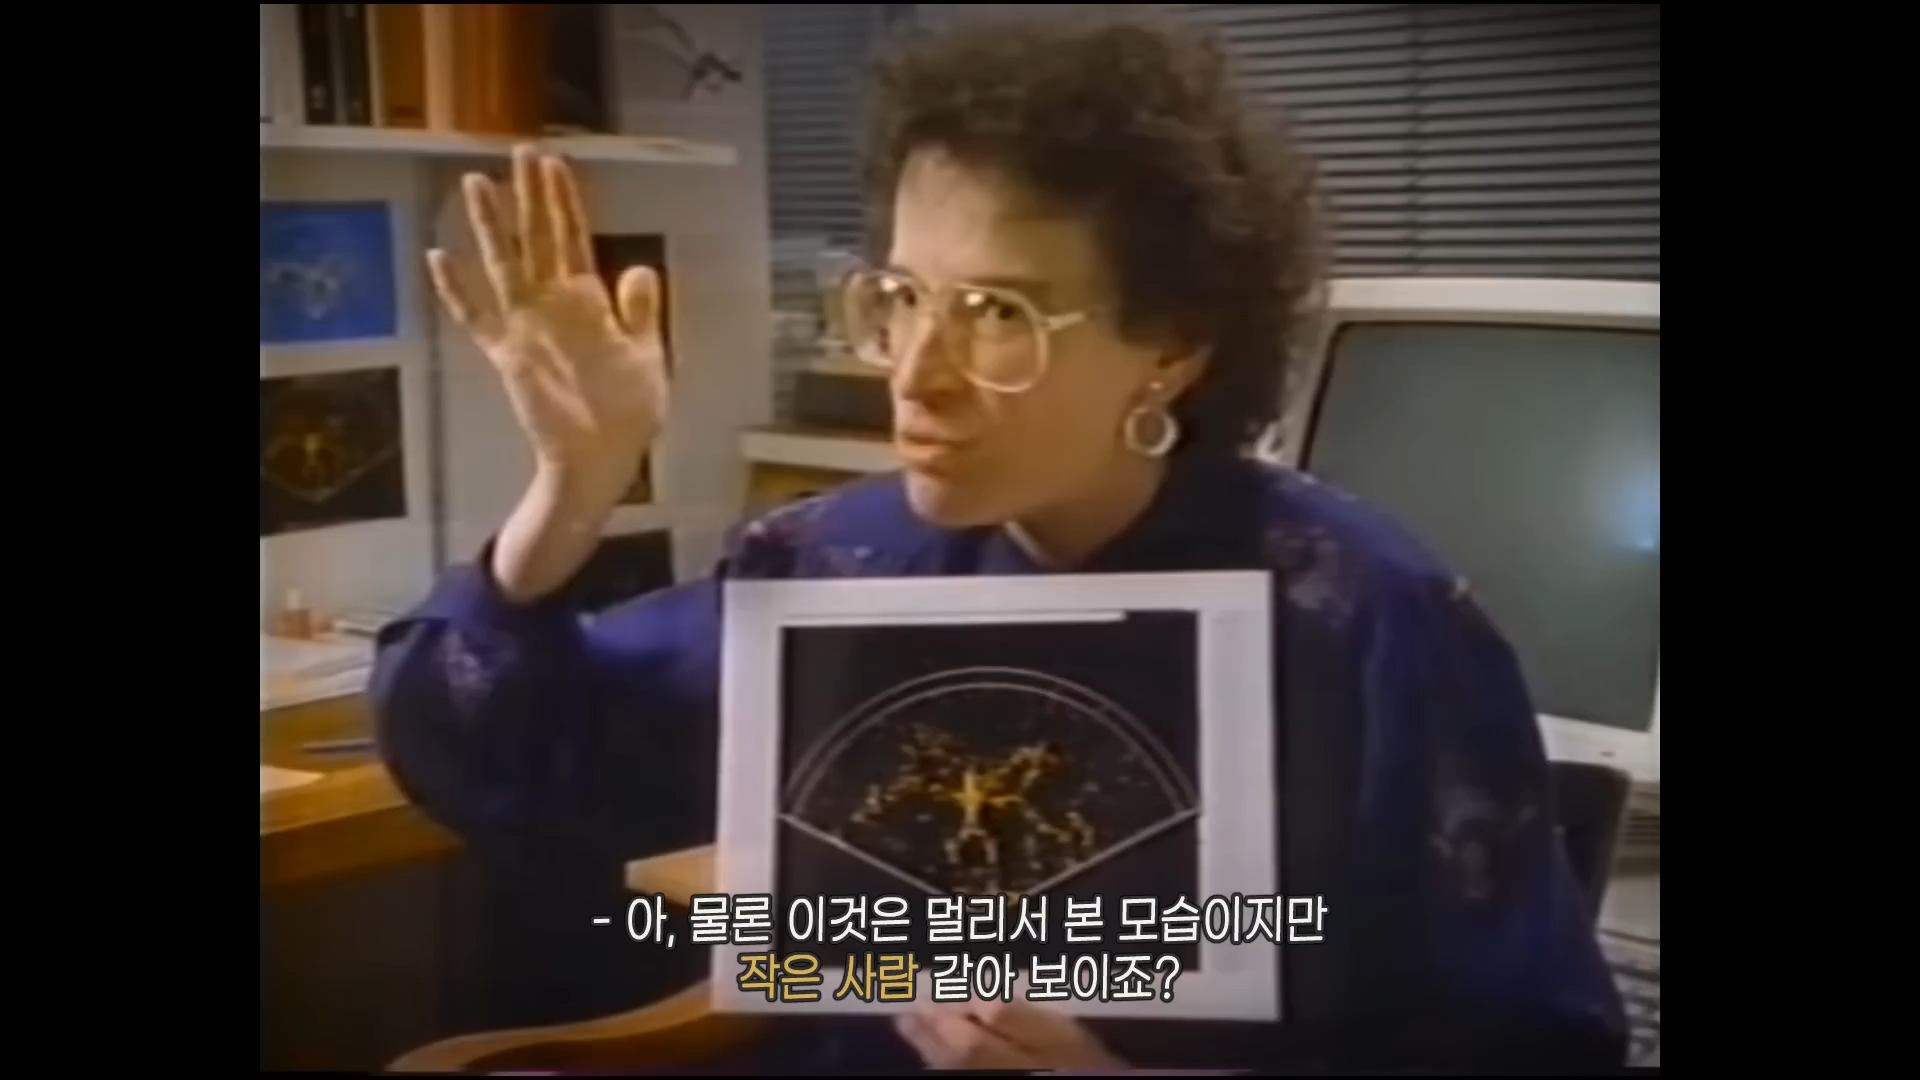 - 아, 물론 이것은 멀리서 본 모습이지만
작은 사람 같아 보이죠?